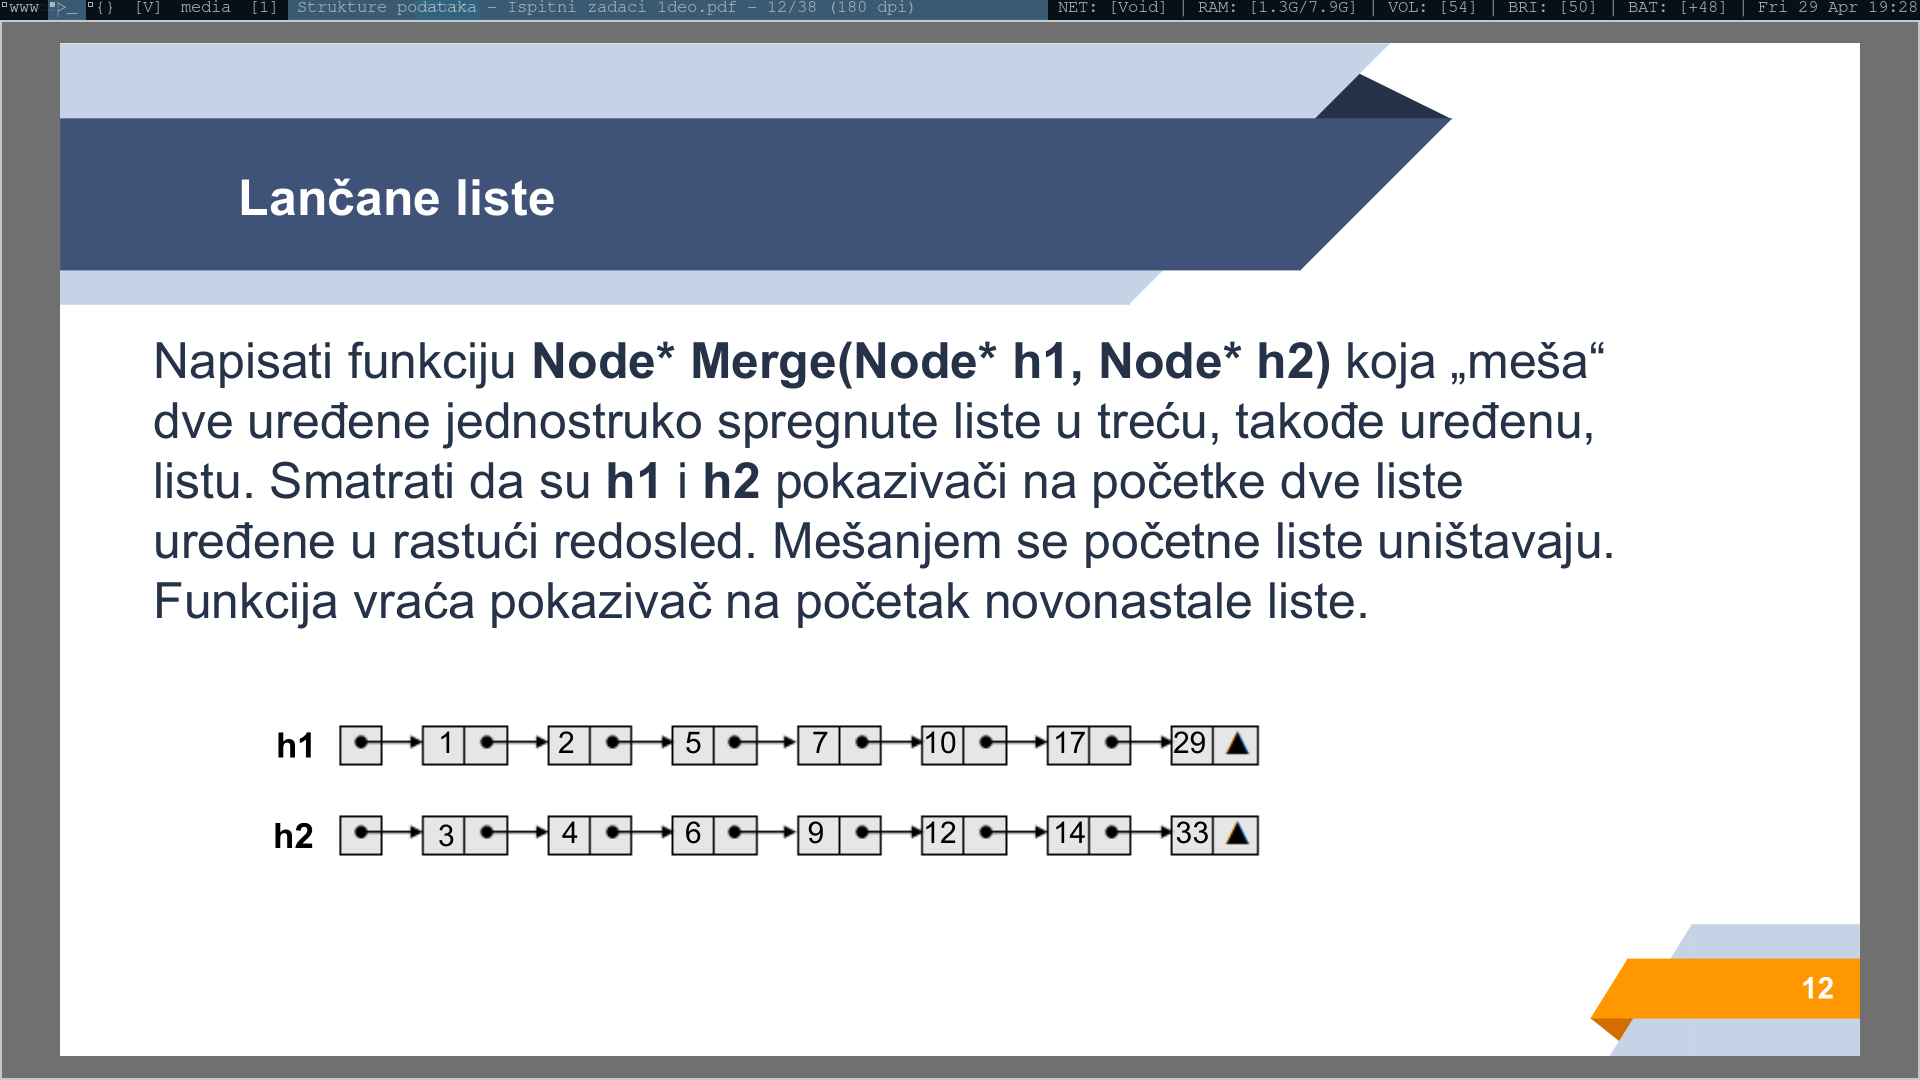 www >_ {} [V] media [1] Strukture podataka – Ispitni zadaci 1deo.pdf – 12/38 (180 dpi) NET: [Void] | RAM: [1.3G/7.9G] | VOL: [54] | BRI: [50] | BAT: [+48] | Fri 29 Apr 19:28
Lančane liste
Napisati funkciju Node* Merge(Node* h1, Node* h2) koja „meša“
dve uređene jednostruko spregnute liste u treću, takođe uređenu,
listu. Smatrati da su h1 i h2 pokazivači na početke dve liste
uređene u rastući redosled. Mešanjem se početne liste uništavaju.
Funkcija vraća pokazivač na početak novonastale liste.
h1 1 2 5 7 10 17 29
h2 3 4 6 9 12 14 33
12